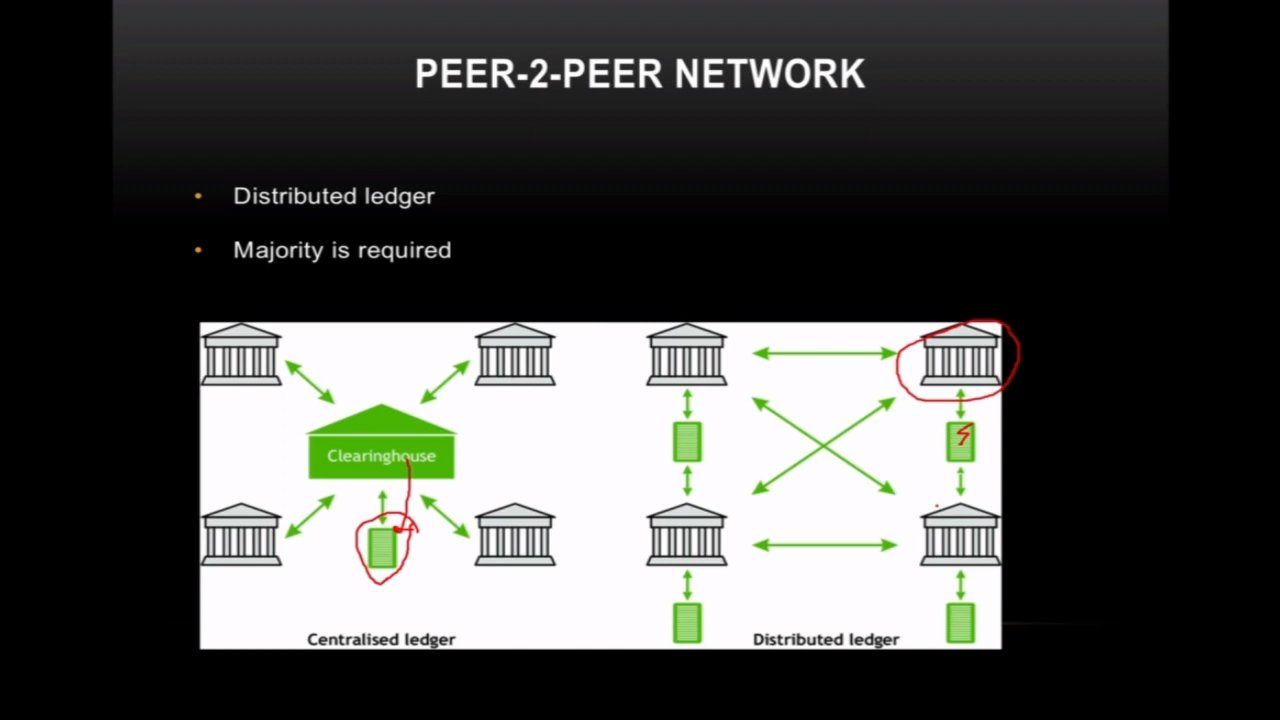 PEER-2-PEER NETWORK
• Distributed ledger
• Majority is required
Clearinghouse
Centralised ledger
Distributed ledger